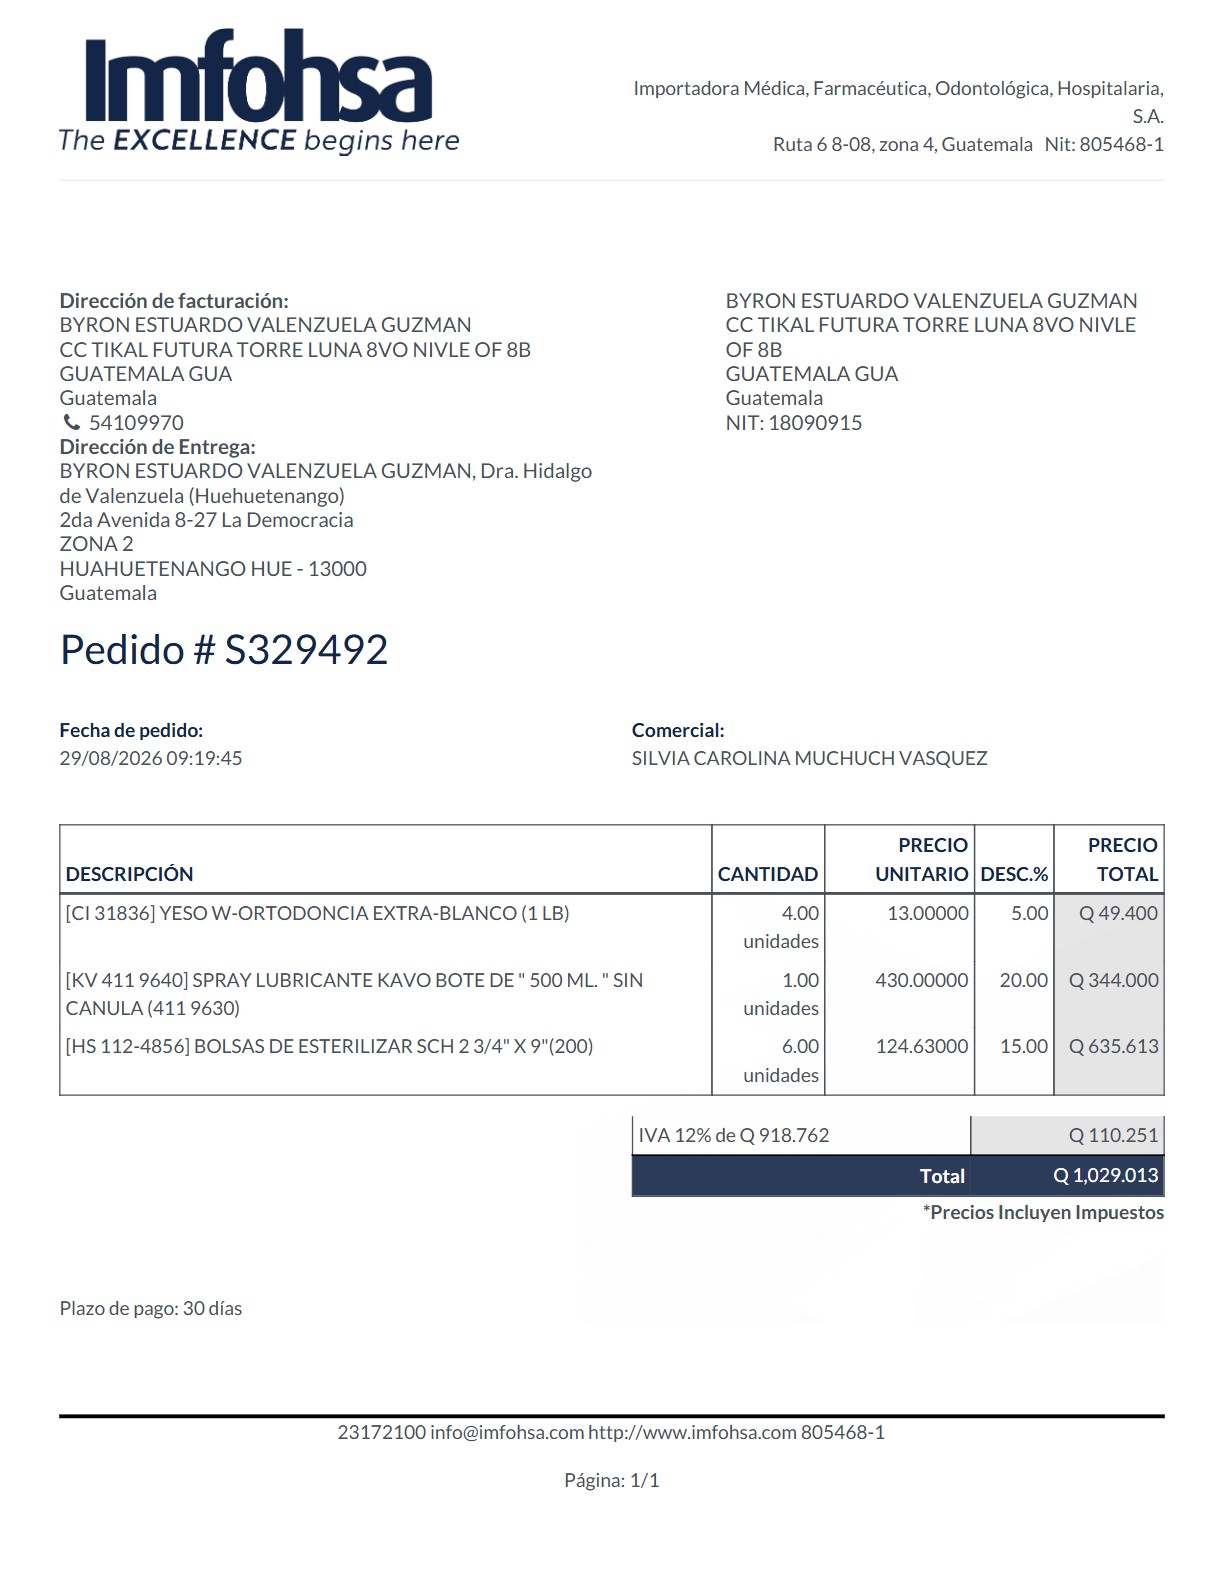 Imfohsa
The EXCELLENCE begins here
Importadora Médica, Farmacéutica, Odontológica, Hospitalaria,
S.A.
Ruta 6 8-08, zona 4, Guatemala Nit: 805468-1
Dirección de facturación:
BYRON ESTUARDO VALENZUELA GUZMAN
CC TIKAL FUTURA TORRE LUNA 8VO NIVLE OF 8B
GUATEMALA GUA
Guatemala
54109970
Dirección de Entrega:
BYRON ESTUARDO VALENZUELA GUZMAN, Dra. Hidalgo
de Valenzuela (Huehuetenango)
2da Avenida 8-27 La Democracia
ZONA 2
HUAHUETENANGO HUE - 13000
Guatemala
BYRON ESTUARDO VALENZUELA GUZMAN
CC TIKAL FUTURA TORRE LUNA 8VO NIVLE
OF 8B
GUATEMALA GUA
Guatemala
NIT: 18090915
Pedido # S329492
Fecha de pedido:
29/08/2026 09:19:45
Comercial:
SILVIA CAROLINA MUCHUCH VASQUEZ
DESCRIPCIÓN CANTIDAD PRECIO UNITARIO DESC.% PRECIO TOTAL
[CI 31836] YESO W-ORTODONCIA EXTRA-BLANCO (1 LB) 4.00 unidades 13.00000 5.00 Q 49.400
[KV 411 9640] SPRAY LUBRICANTE KAVO BOTE DE " 500 ML. " SIN
CANULA (411 9630) 1.00 unidades 430.00000 20.00 Q 344.000
[HS 112-4856] BOLSAS DE ESTERILIZAR SCH 2 3/4" X 9"(200) 6.00 unidades 124.63000 15.00 Q 635.613
IVA 12% de Q 918.762 Q 110.251
Total Q 1,029.013
*Precios Incluyen Impuestos
Plazo de pago: 30 días
23172100 info@imfohsa.com http://www.imfohsa.com 805468-1
Página: 1/1